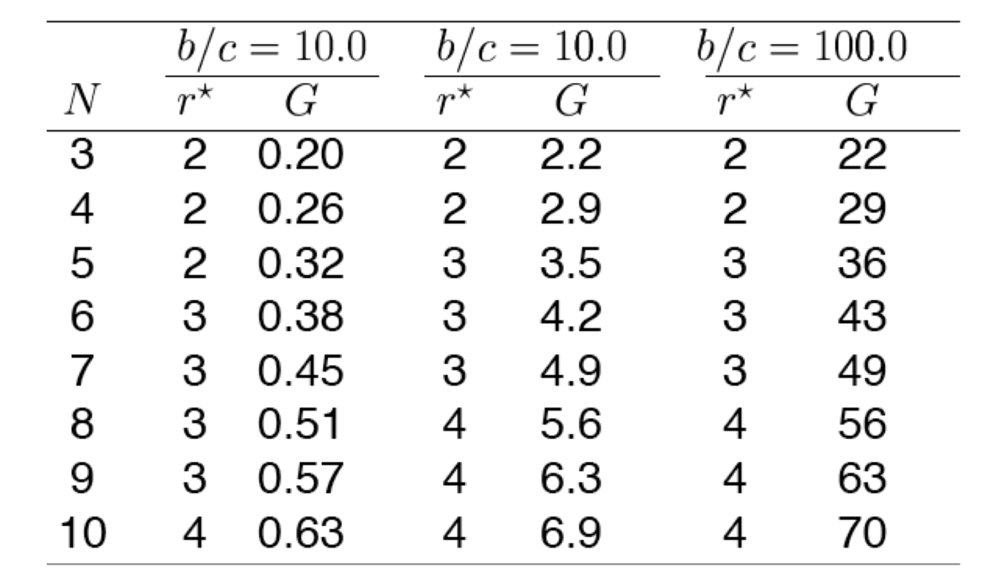 b/c = 10.0 b/c = 10.0 b/c = 100.0
N r⋆ G r⋆ G r⋆ G
3 2 0.20 2 2.2 2 22
4 2 0.26 2 2.9 2 29
5 2 0.32 3 3.5 3 36
6 3 0.38 3 4.2 3 43
7 3 0.45 3 4.9 3 49
8 3 0.51 4 5.6 4 56
9 3 0.57 4 6.3 4 63
10 4 0.63 4 6.9 4 70